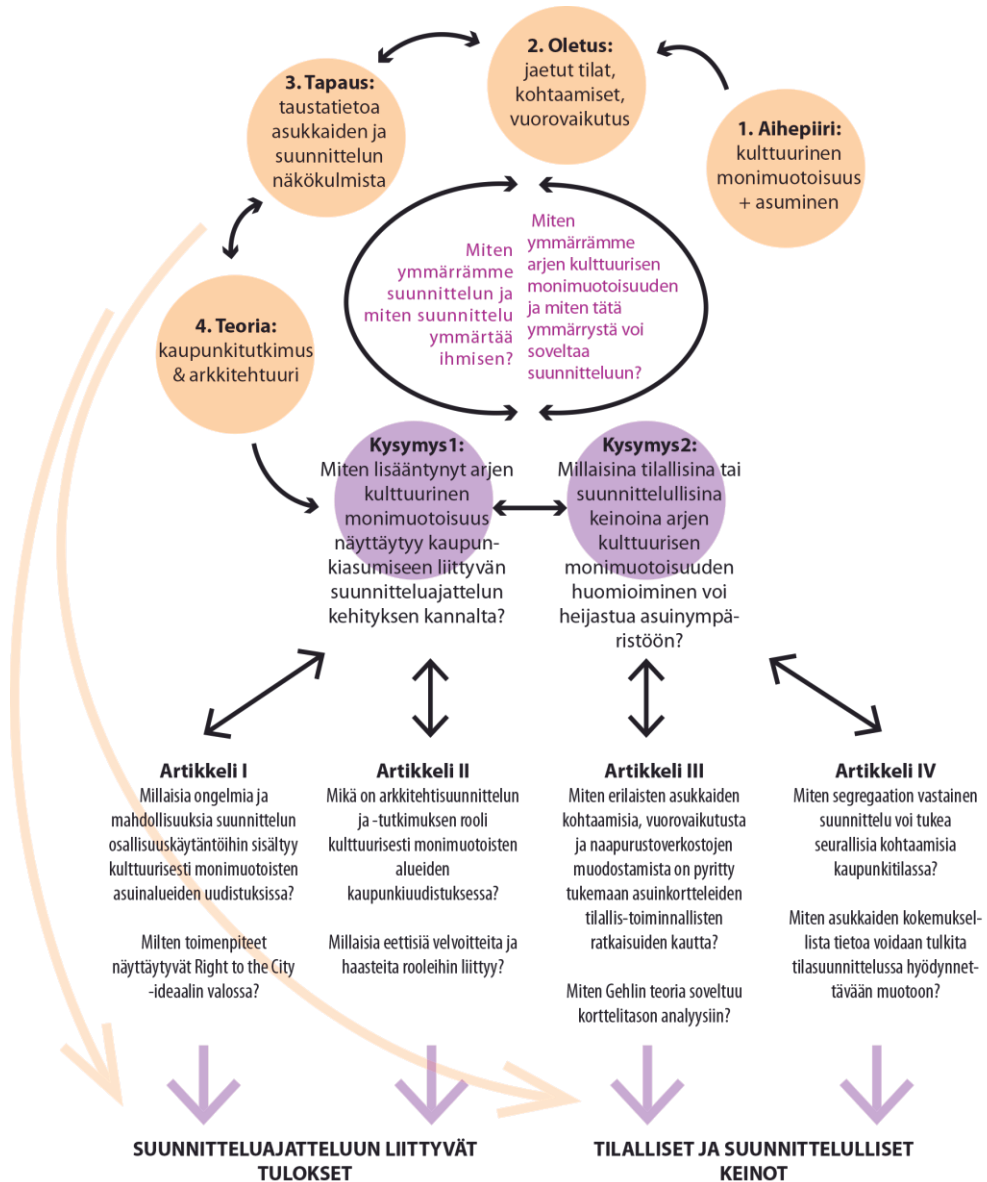 2. Oletus:
jaetut tilat,
kohtaamiset,
vuorovaikutus
3. Tapaus:
taustatietoa
asukkaiden ja
suunnittelun
näkökulmista
1. Aihepiiri:
kulttuurinen
monimuotoisuus
+ asuminen
4. Teoria:
kaupunkitutkimus
& arkkitehtuuri
Miten
ymmärrämme
suunnittelun ja
miten suunnittelu
ymmärtää
ihmisen?
Miten
ymmärrämme
arjen kulttuurisen
monimuotoisuuden
ja miten tätä
ymmärrystä voi
soveltaa
suunnitteluun?
Kysymys1:
Miten lisääntynyt arjen
kulttuurinen
monimuotoisuus
näyttäytyy kaupun-
kiasumiseen liittyvän
suunnitteluajattelun
kehityksen kannalta?
Kysymys2:
Millaisina tilallisina tai
suunnittelullisina
keinoina arjen
kulttuurisen
monimuotoisuuden
huomioiminen voi
heijastua asuinympä-
ristöön?
Artikkeli I
Millaisia ongelmia ja
mahdollisuuksia suunnittelun
osallisuuskäytäntöihin sisältyy
kulttuurisesti monimuotoisten
asuinalueiden uudistuksissa?
Milten toimenpiteet
näyttäytyvät Right to the City
-ideaalin valossa?
Artikkeli II
Mikä on arkkitehtisuunnittelun
ja -tutkimuksen rooli
kulttuurisesti monimuotoisten
alueiden
kaupunkiuudistuksessa?
Millaisia eettisiä velvoitteita ja
haasteita rooleihin liittyy?
Artikkeli III
Miten erilaisten asukkaiden
kohtaamisia, vuorovaikutusta
ja naapurustoverkostojen
muodostamista on pyritty
tukemaan asuinkortteleiden
tilallis-toiminnallisten
ratkaisuiden kautta?
Miten Gehlin teoria soveltuu
korttelitason analyysiin?
Artikkeli IV
Miten segregaation vastainen
suunnittelu voi tukea
seurallisia kohtaamisia
kaupunkitilassa?
Miten asukkaiden kokemuksel-
lista tietoa voidaan tulkita
tilasuunnittelussa hyödynnet-
tävään muotoon?
SUUNNITTELUAJATTELUUN LIITTYVÄT
TULOKSET
TILALLISET JA SUUNNITTELULLISET
KEINOT